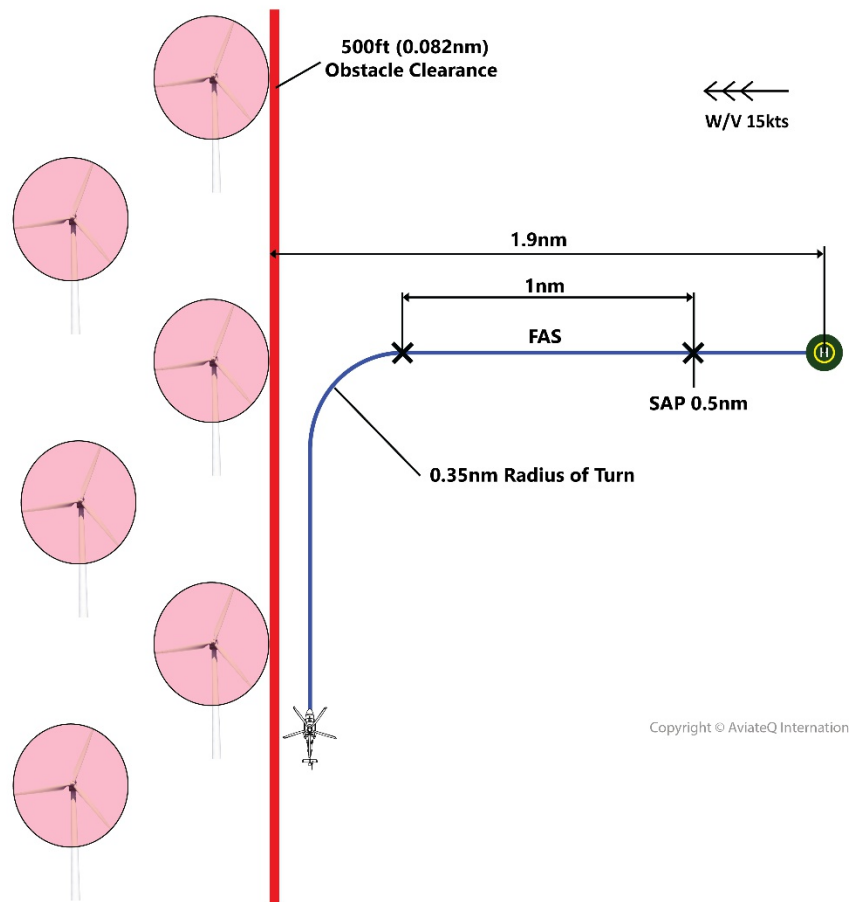 500ft (0.082nm)
Obstacle Clearance
W/V 15kts
1.9nm
1nm
FAS
H
SAP 0.5nm
0.35nm Radius of Turn
Copyright © AviateQ Internation